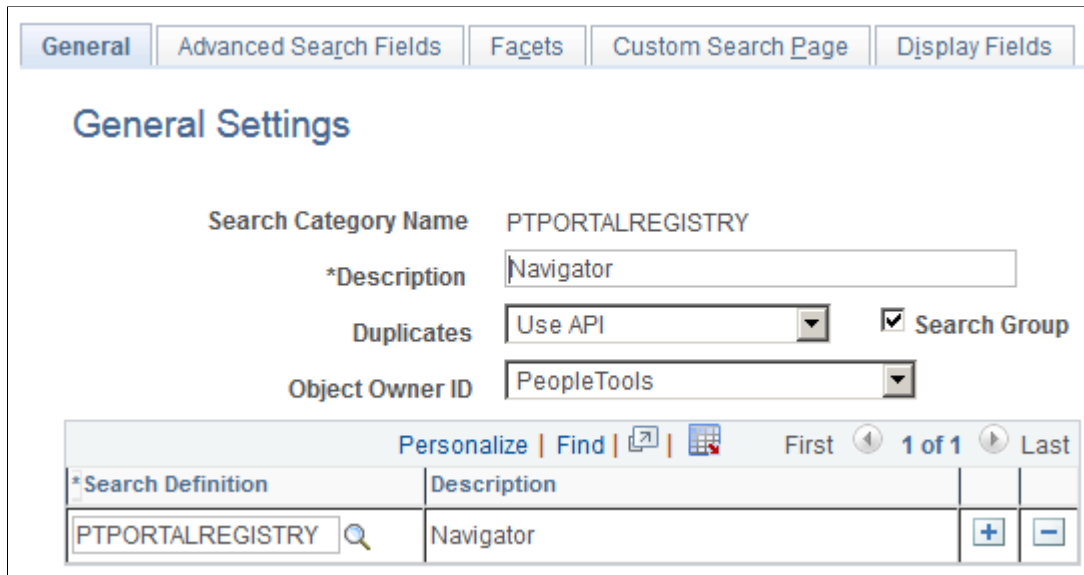 General Advanced Search Fields Facets Custom Search Page Display Fields
General Settings
Search Category Name PTPORTALREGISTRY
*Description Navigator
Duplicates Use API Search Group
Object Owner ID PeopleTools
Personalize | Find | | First 1 of 1 Last
*Search Definition Description
PTPORTALREGISTRY Navigator